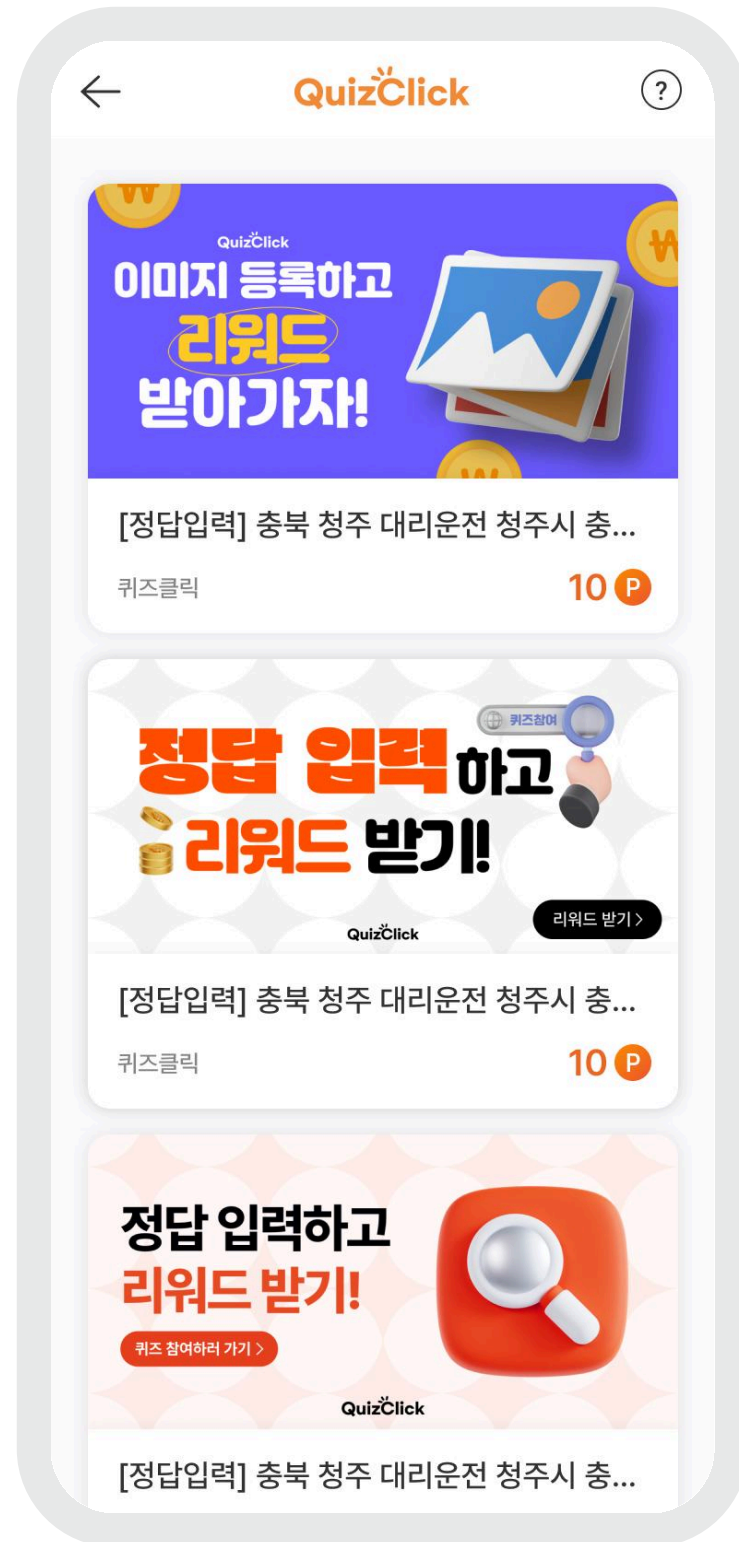 QuizClick
?
QuizClick
이미지 등록하고
리워드
받아가자!
[정답입력] 충북 청주 대리운전 청주시 충...
퀴즈클릭
10 P
퀴즈참여
정답 입력 하고
리워드 받기!
리워드 받기 >
QuizClick
[정답입력] 충북 청주 대리운전 청주시 충...
퀴즈클릭
10 P
정답 입력하고
리워드 받기!
퀴즈 참여하러 가기 >
QuizClick
[정답입력] 충북 청주 대리운전 청주시 충...